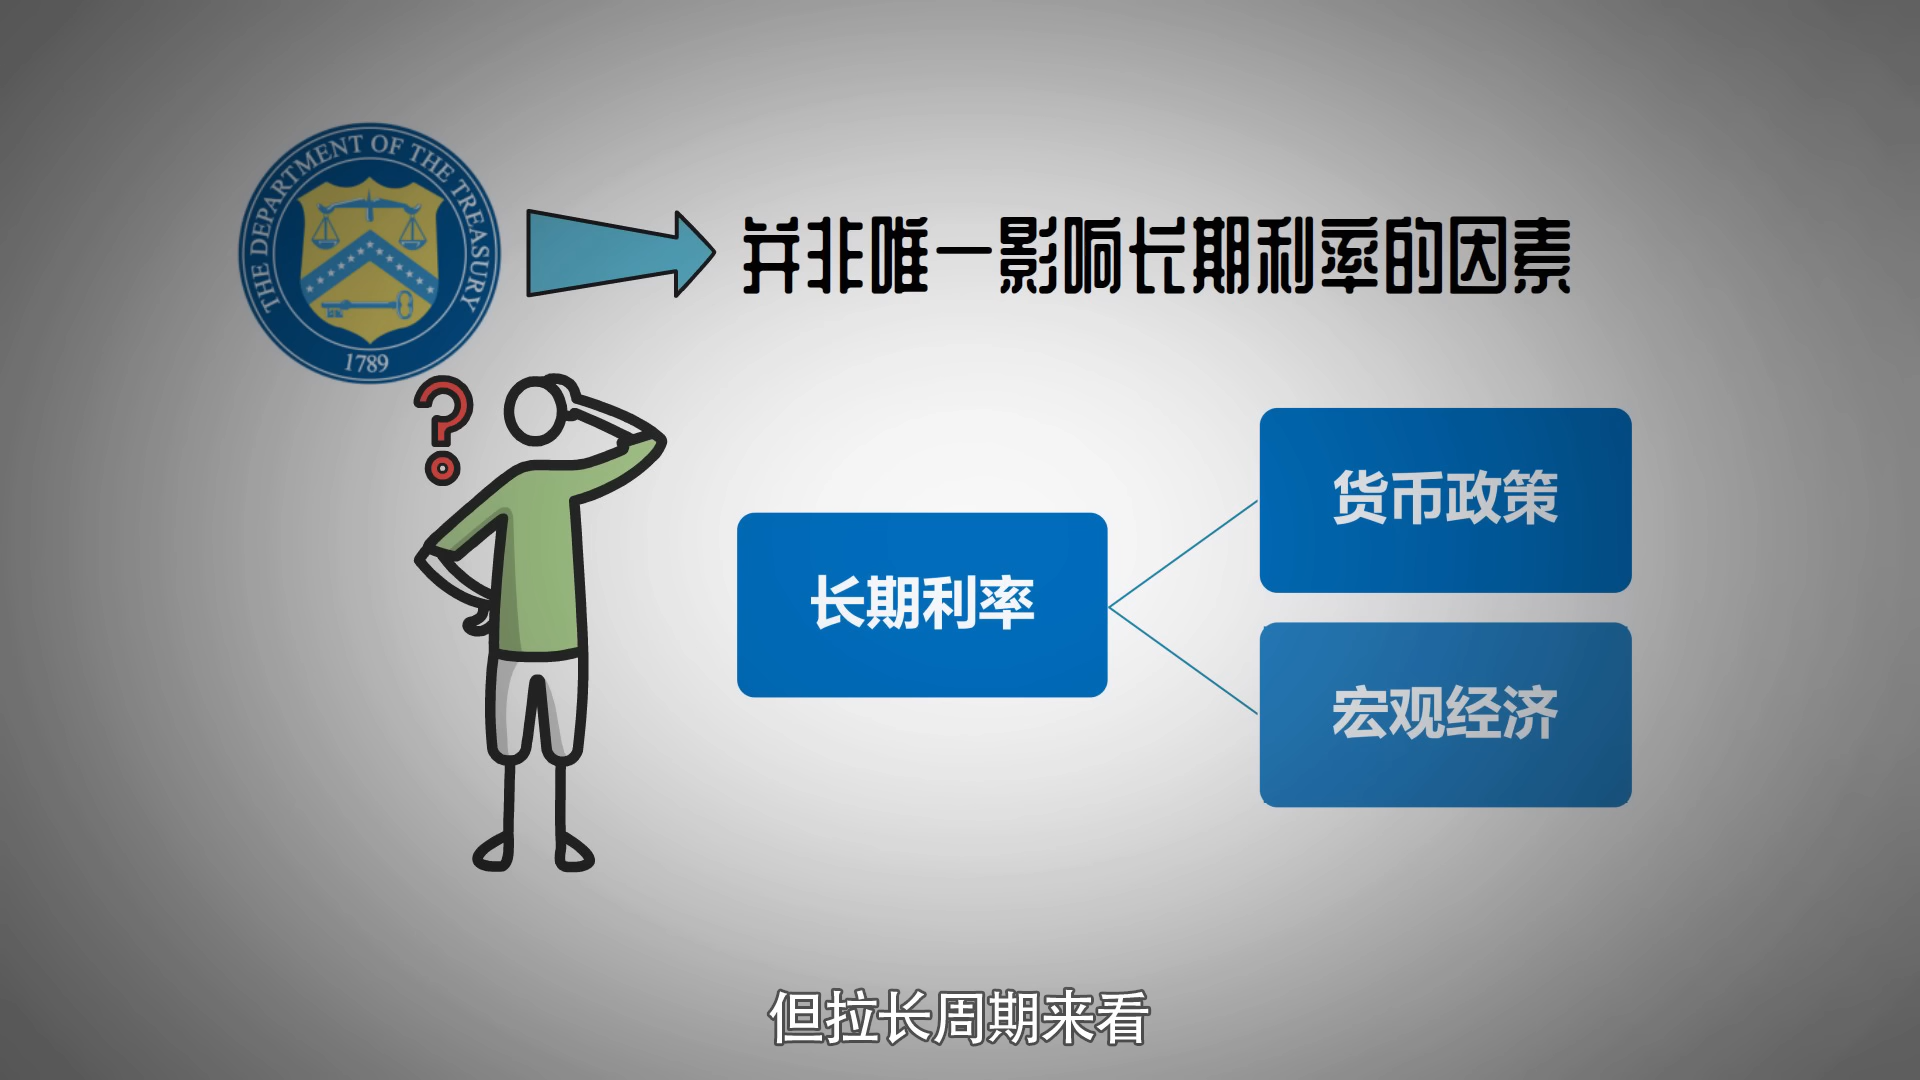 THE DEPARTMENT OF THE TREASURY
1789
并非唯一影响长期利率的因素
货币政策
长期利率
宏观经济
但拉长周期来看